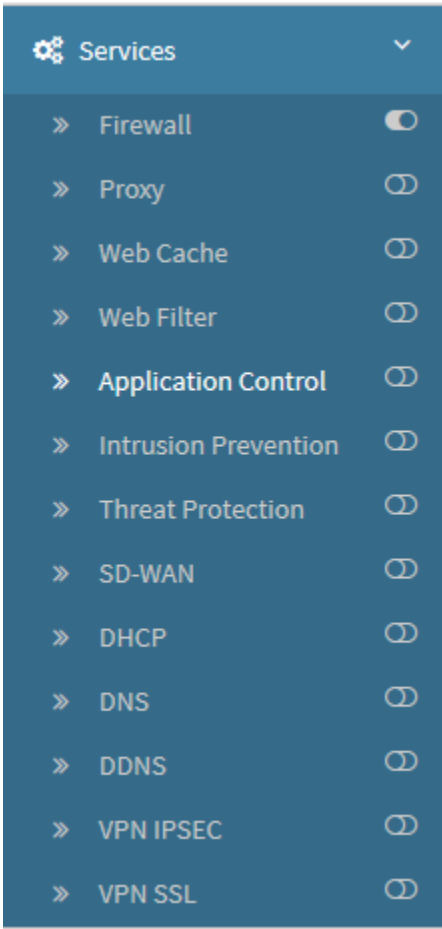 Services
Firewall
Proxy
Web Cache
Web Filter
Application Control
Intrusion Prevention
Threat Protection
SD-WAN
DHCP
DNS
DDNS
VPN IPSEC
VPN SSL